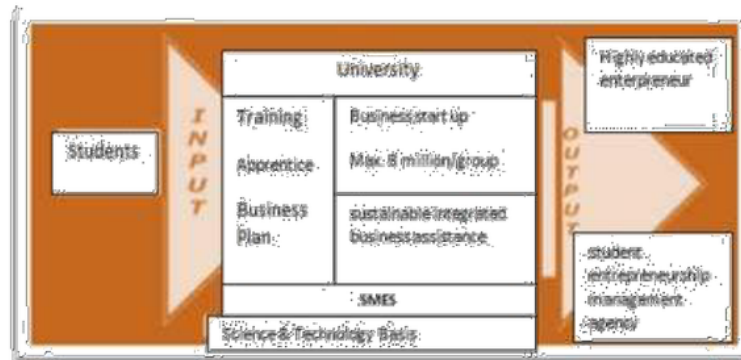 Students
INPUT
University
Training
Apprentice
Business
Plan
Business start up
Max. 8 million/group
sustainable integrated
business assistance
SMES
Science & Technology Basis
OUTPUT
Highly educated
enterpreneur
student
entrepreneurship
management
agency